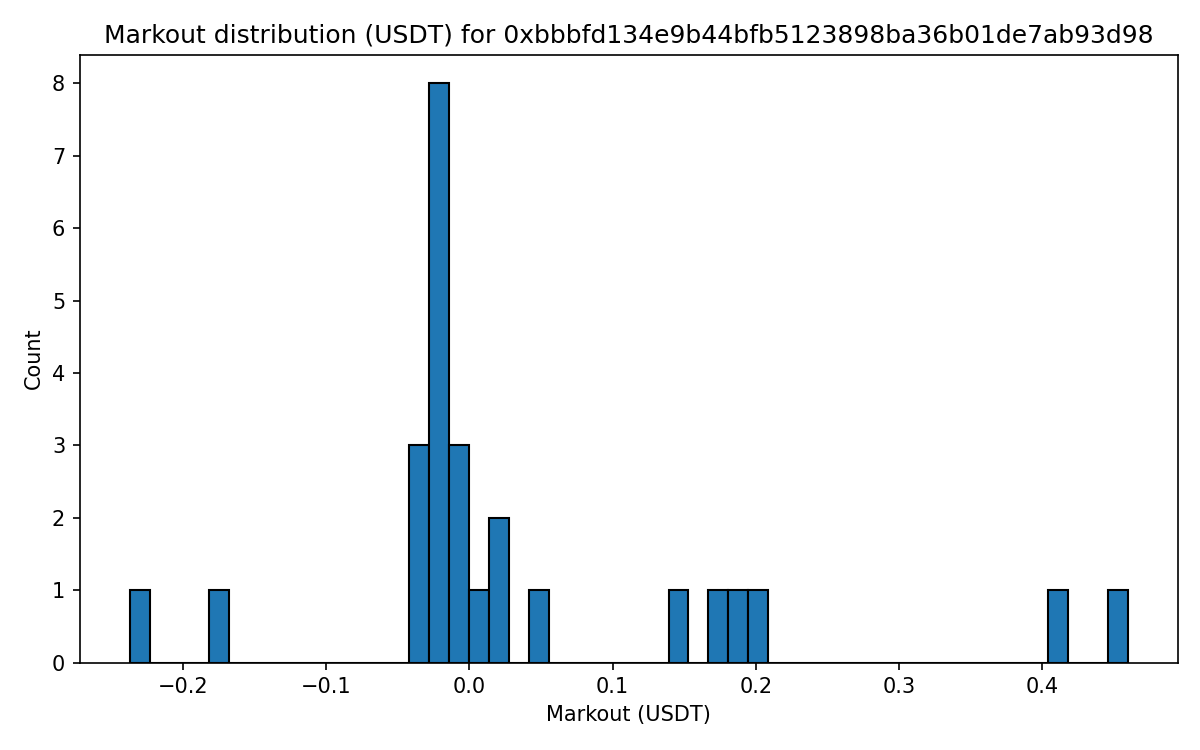 Markout distribution (USDT) for 0xbbbfd134e9b44bfb5123898ba36b01de7ab93d98
8
7
6
5
4
3
2
1
0
Count
−0.2 −0.1 0.0 0.1 0.2 0.3 0.4
Markout (USDT)